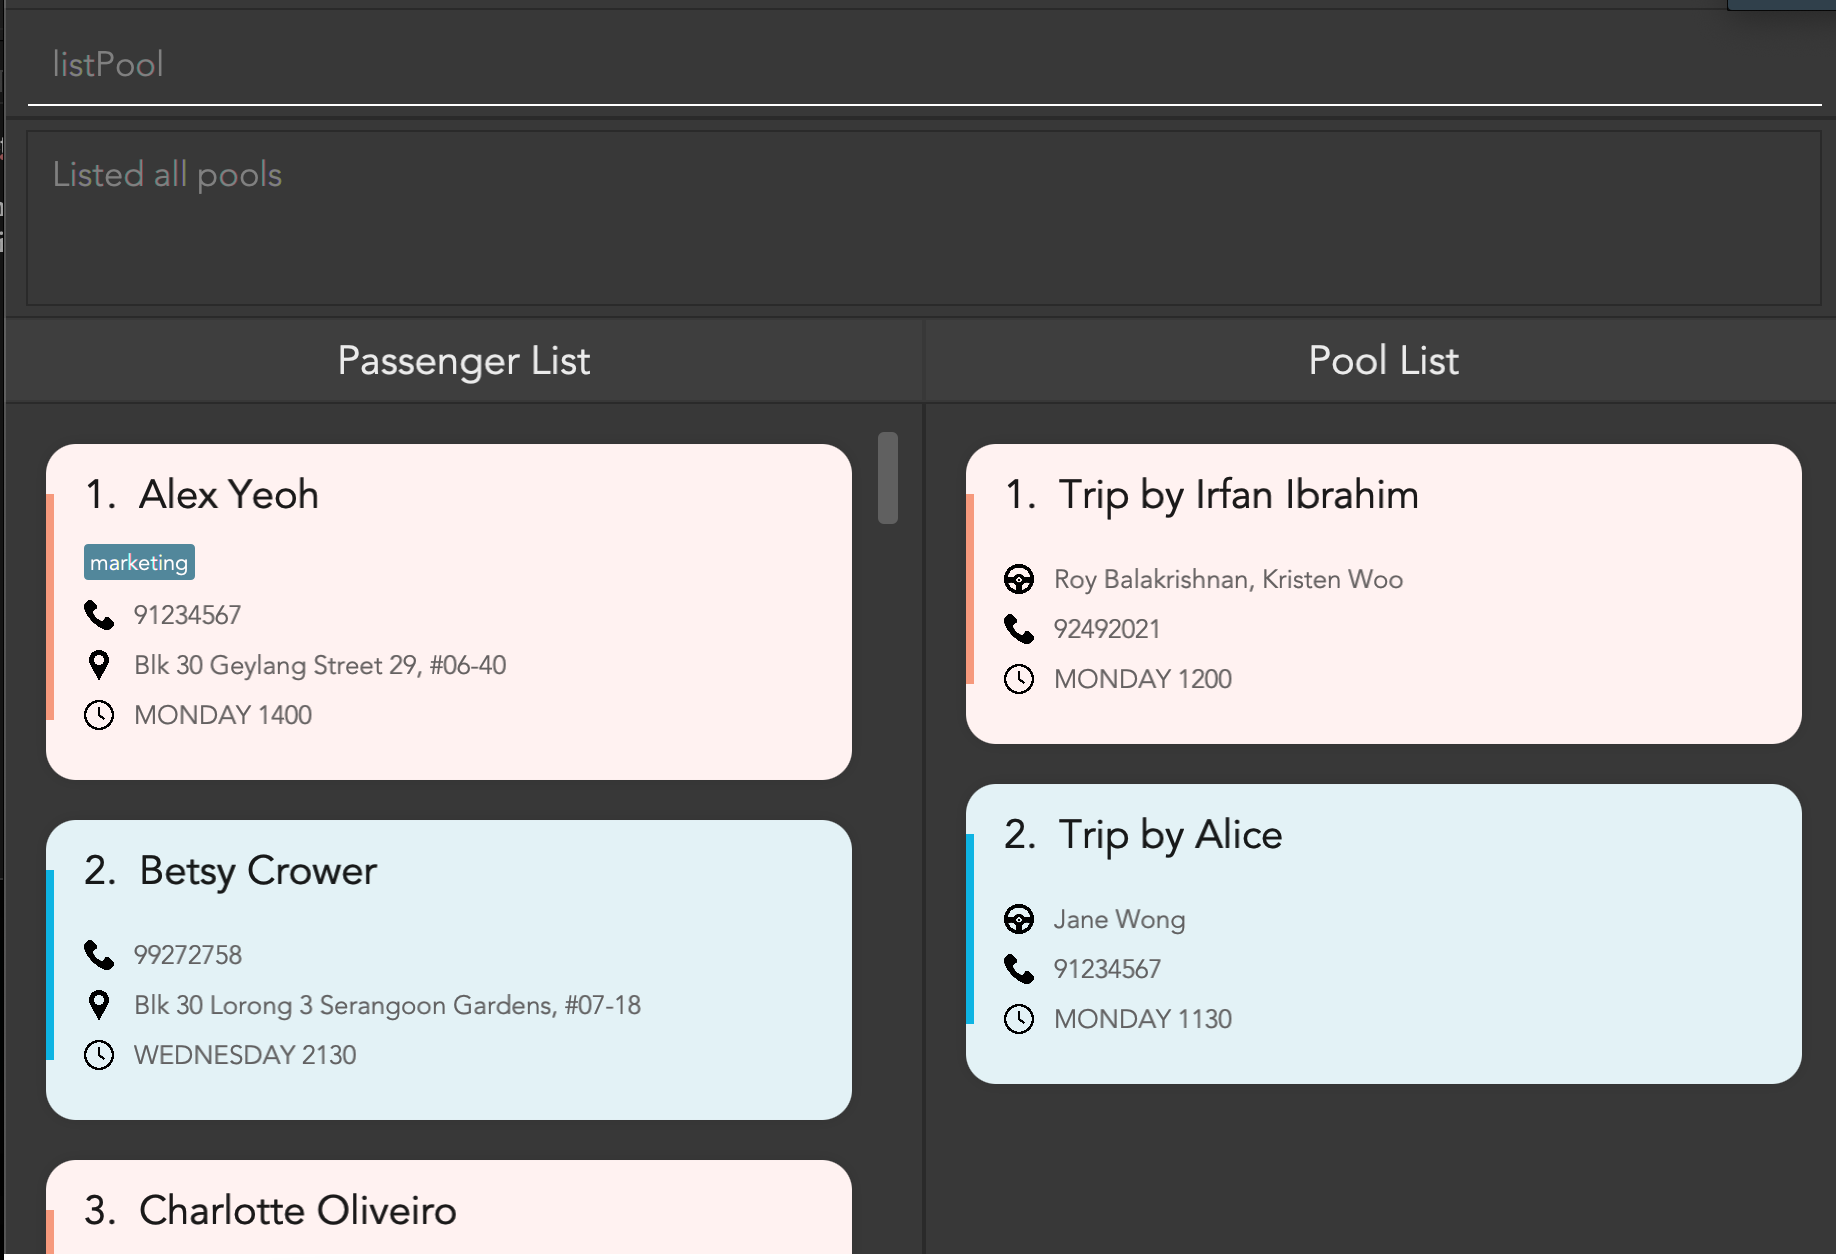 listPool
Listed all pools
Passenger List
Pool List
1. Alex Yeoh
marketing
91234567
Blk 30 Geylang Street 29, #06-40
MONDAY 1400
2. Betsy Crower
99272758
Blk 30 Lorong 3 Serangoon Gardens, #07-18
WEDNESDAY 2130
3. Charlotte Oliveiro
1. Trip by Irfan Ibrahim
Roy Balakrishnan, Kristen Woo
92492021
MONDAY 1200
2. Trip by Alice
Jane Wong
91234567
MONDAY 1130